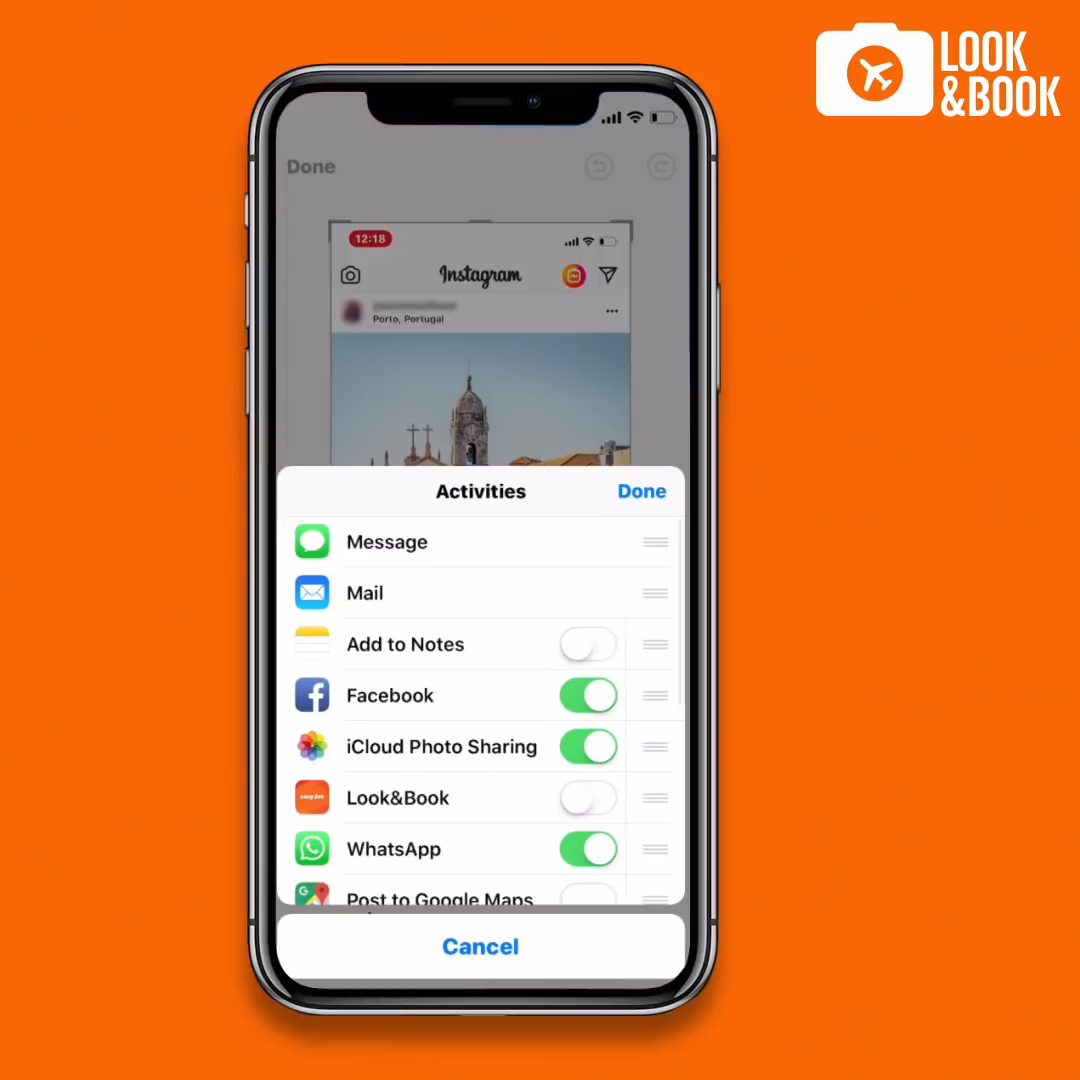 LOOK
&BOOK
Done
12:18
Instagram
Porto, Portugal
Activities
Done
Message
Mail
Add to Notes
Facebook
iCloud Photo Sharing
Look&Book
WhatsApp
Post to Google Maps
Cancel